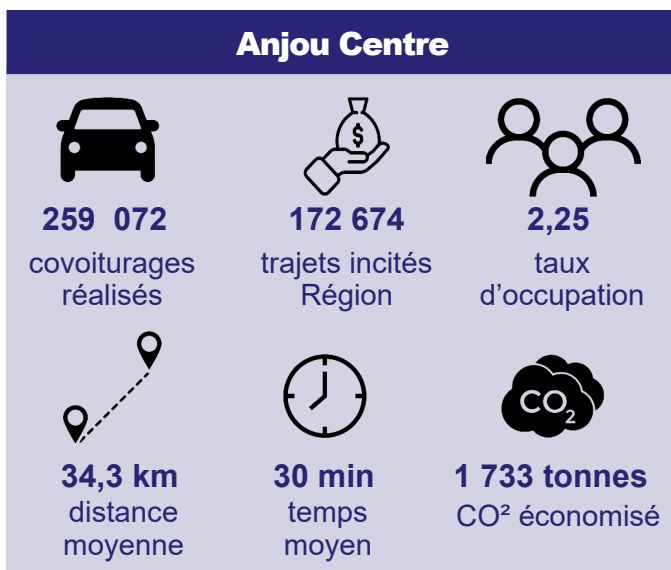 Anjou Centre
$
259 072
covoiturages
réalisés
172 674
trajets incités
Région
2,25
taux
d’occupation
34,3 km
distance
moyenne
30 min
temps
moyen
CO2
1 733 tonnes
CO² économisé